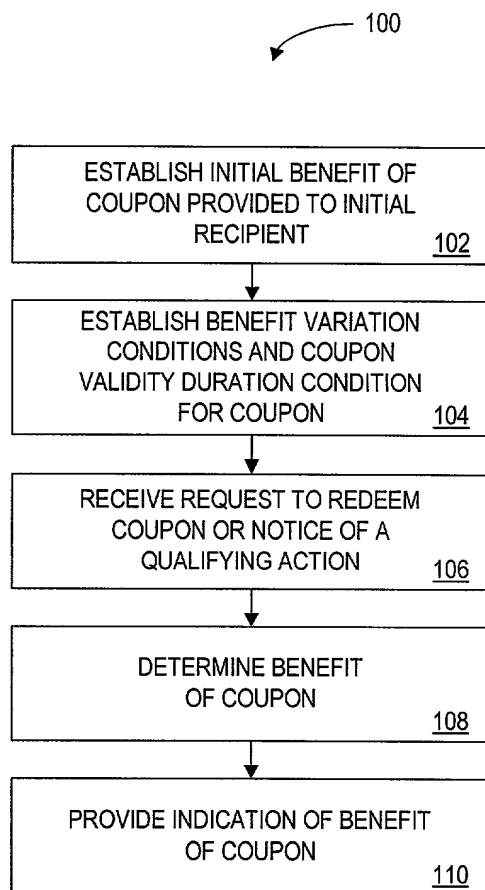 100
ESTABLISH INITIAL BENEFIT OF
COUPON PROVIDED TO INITIAL
RECIPIENT
102
ESTABLISH BENEFIT VARIATION
CONDITIONS AND COUPON
VALIDITY DURATION CONDITION
FOR COUPON
104
RECEIVE REQUEST TO REDEEM
COUPON OR NOTICE OF A
QUALIFYING ACTION
106
DETERMINE BENEFIT
OF COUPON
108
PROVIDE INDICATION OF BENEFIT
OF COUPON
110